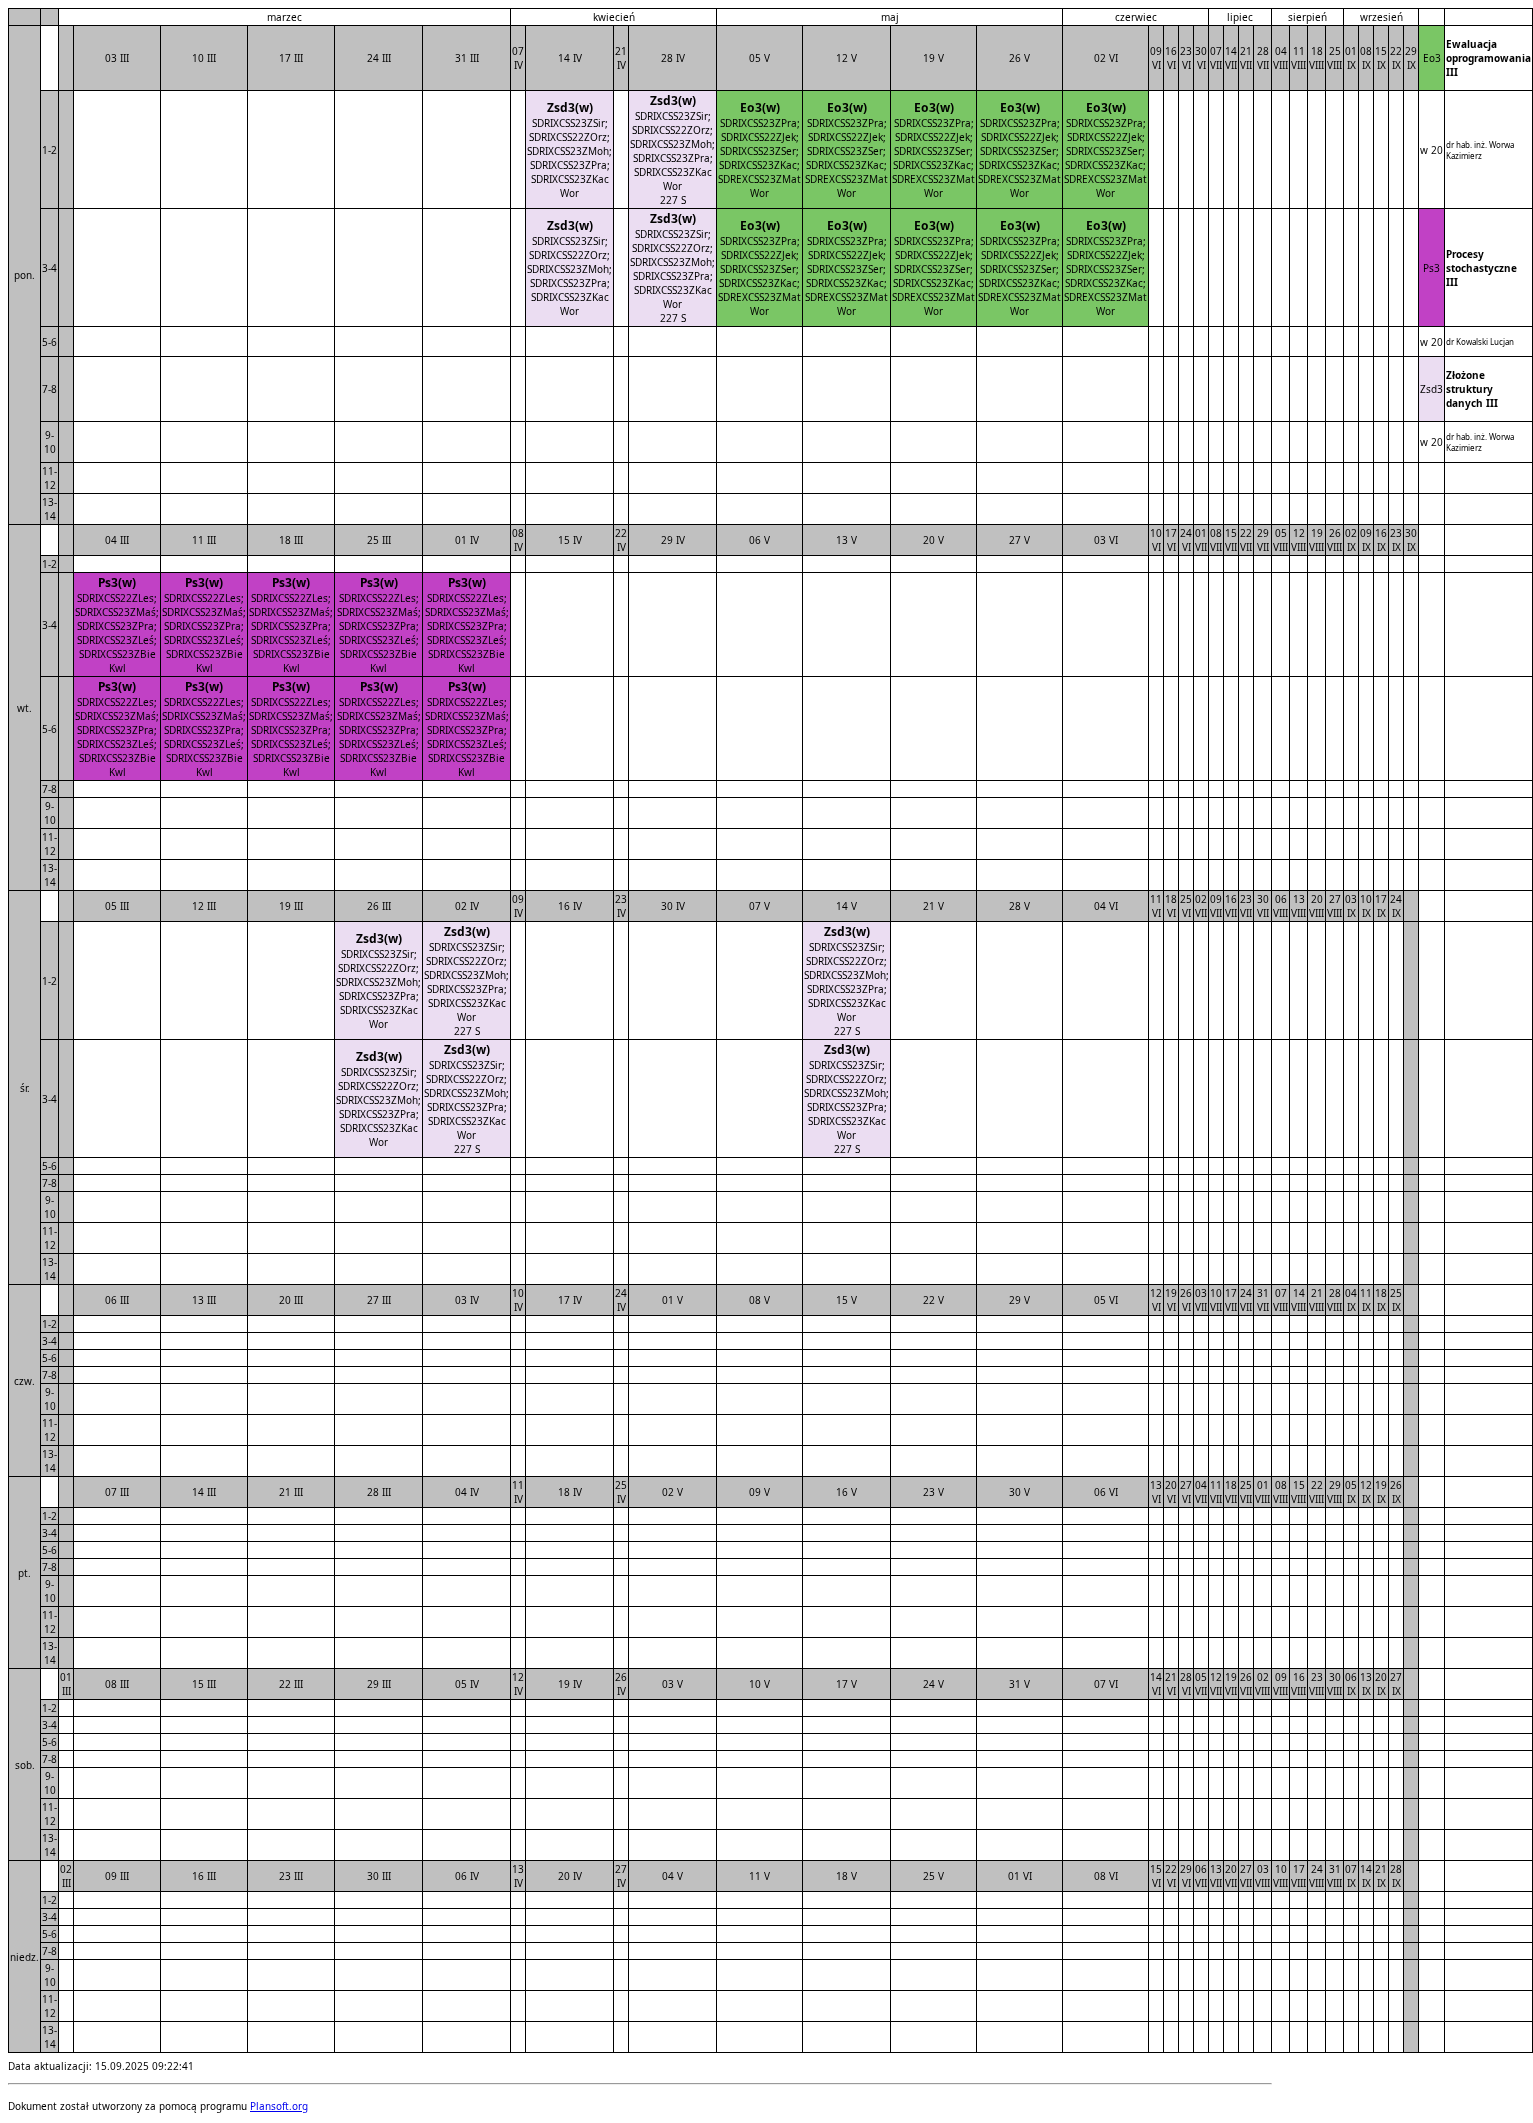 marzec kwiecień maj czerwiec lipiec sierpień wrzesień
pon. 03 III 10 III 17 III 24 III 31 III 07 IV 14 IV 21 IV 28 IV 05 V 12 V 19 V 26 V 02 VI 09 VI 16 VI 23 VI 30 VI 07 VII 14 VII 21 VII 28 VII 04 VIII 11 VIII 18 VIII 25 VIII 01 IX 08 IX 15 IX 22 IX 29 IX Eo3 Ewaluacja oprogramowania III
1-2 Zsd3(w) Zsd3(w) Eo3(w) Eo3(w) Eo3(w) Eo3(w) Eo3(w) w 20 dr hab. inż. Worwa Kazimierz
SDRIXCSS23ZSir; SDRIXCSS23ZSir; SDRIXCSS23ZPra; SDRIXCSS23ZPra; SDRIXCSS23ZPra; SDRIXCSS23ZPra; SDRIXCSS23ZPra;
SDRIXCSS22ZOrz; SDRIXCSS22ZOrz; SDRIXCSS22ZJek; SDRIXCSS22ZJek; SDRIXCSS22ZJek; SDRIXCSS22ZJek; SDRIXCSS22ZJek;
SDRIXCSS23ZMoh; SDRIXCSS23ZMoh; SDRIXCSS23ZSer; SDRIXCSS23ZSer; SDRIXCSS23ZSer; SDRIXCSS23ZSer; SDRIXCSS23ZSer;
SDRIXCSS23ZPra; SDRIXCSS23ZPra; SDRIXCSS23ZKac; SDRIXCSS23ZKac; SDRIXCSS23ZKac; SDRIXCSS23ZKac; SDRIXCSS23ZKac;
SDRIXCSS23ZKac SDRIXCSS23ZKac SDREXCSS23ZMat SDREXCSS23ZMat SDREXCSS23ZMat SDREXCSS23ZMat SDREXCSS23ZMat
Wor Wor Wor Wor Wor Wor Wor
227 S
3-4 Zsd3(w) Zsd3(w) Eo3(w) Eo3(w) Eo3(w) Eo3(w) Eo3(w) Ps3 Procesy stochastyczne III
SDRIXCSS23ZSir; SDRIXCSS23ZSir; SDRIXCSS23ZPra; SDRIXCSS23ZPra; SDRIXCSS23ZPra; SDRIXCSS23ZPra; SDRIXCSS23ZPra;
SDRIXCSS22ZOrz; SDRIXCSS22ZOrz; SDRIXCSS22ZJek; SDRIXCSS22ZJek; SDRIXCSS22ZJek; SDRIXCSS22ZJek; SDRIXCSS22ZJek;
SDRIXCSS23ZMoh; SDRIXCSS23ZMoh; SDRIXCSS23ZSer; SDRIXCSS23ZSer; SDRIXCSS23ZSer; SDRIXCSS23ZSer; SDRIXCSS23ZSer;
SDRIXCSS23ZPra; SDRIXCSS23ZPra; SDRIXCSS23ZKac; SDRIXCSS23ZKac; SDRIXCSS23ZKac; SDRIXCSS23ZKac; SDRIXCSS23ZKac;
SDRIXCSS23ZKac SDRIXCSS23ZKac SDREXCSS23ZMat SDREXCSS23ZMat SDREXCSS23ZMat SDREXCSS23ZMat SDREXCSS23ZMat
Wor Wor Wor Wor Wor Wor Wor
227 S
5-6 w 20 dr Kowalski Lucjan
7-8 Zsd3 Złożone struktury danych III
9-10 w 20 dr hab. inż. Worwa Kazimierz
11-12
13-14
wt. 04 III 11 III 18 III 25 III 01 IV 08 IV 15 IV 22 IV 29 IV 06 V 13 V 20 V 27 V 03 VI 10 VI 17 VI 24 VI 01 VII 08 VII 15 VII 22 VII 29 VII 05 VIII 12 VIII 19 VIII 26 VIII 02 IX 09 IX 16 IX 23 IX 30 IX
1-2
3-4 Ps3(w) Ps3(w) Ps3(w) Ps3(w) Ps3(w)
SDRIXCSS22ZLes; SDRIXCSS22ZLes; SDRIXCSS22ZLes; SDRIXCSS22ZLes; SDRIXCSS22ZLes;
SDRIXCSS23ZMaś; SDRIXCSS23ZMaś; SDRIXCSS23ZMaś; SDRIXCSS23ZMaś; SDRIXCSS23ZMaś;
SDRIXCSS23ZPra; SDRIXCSS23ZPra; SDRIXCSS23ZPra; SDRIXCSS23ZPra; SDRIXCSS23ZPra;
SDRIXCSS23ZLeś; SDRIXCSS23ZLeś; SDRIXCSS23ZLeś; SDRIXCSS23ZLeś; SDRIXCSS23ZLeś;
SDRIXCSS23ZBie SDRIXCSS23ZBie SDRIXCSS23ZBie SDRIXCSS23ZBie SDRIXCSS23ZBie
Kwl Kwl Kwl Kwl Kwl
5-6 Ps3(w) Ps3(w) Ps3(w) Ps3(w) Ps3(w)
SDRIXCSS22ZLes; SDRIXCSS22ZLes; SDRIXCSS22ZLes; SDRIXCSS22ZLes; SDRIXCSS22ZLes;
SDRIXCSS23ZMaś; SDRIXCSS23ZMaś; SDRIXCSS23ZMaś; SDRIXCSS23ZMaś; SDRIXCSS23ZMaś;
SDRIXCSS23ZPra; SDRIXCSS23ZPra; SDRIXCSS23ZPra; SDRIXCSS23ZPra; SDRIXCSS23ZPra;
SDRIXCSS23ZLeś; SDRIXCSS23ZLeś; SDRIXCSS23ZLeś; SDRIXCSS23ZLeś; SDRIXCSS23ZLeś;
SDRIXCSS23ZBie SDRIXCSS23ZBie SDRIXCSS23ZBie SDRIXCSS23ZBie SDRIXCSS23ZBie
Kwl Kwl Kwl Kwl Kwl
7-8
9-10
11-12
13-14
śr. 05 III 12 III 19 III 26 III 02 IV 09 IV 16 IV 23 IV 30 IV 07 V 14 V 21 V 28 V 04 VI 11 VI 18 VI 25 VI 02 VII 09 VII 16 VII 23 VII 30 VII 06 VIII 13 VIII 20 VIII 27 VIII 03 IX 10 IX 17 IX 24 IX
1-2 Zsd3(w) Zsd3(w) Zsd3(w)
SDRIXCSS23ZSir; SDRIXCSS23ZSir; SDRIXCSS23ZSir;
SDRIXCSS22ZOrz; SDRIXCSS22ZOrz; SDRIXCSS22ZOrz;
SDRIXCSS23ZMoh; SDRIXCSS23ZMoh; SDRIXCSS23ZMoh;
SDRIXCSS23ZPra; SDRIXCSS23ZPra; SDRIXCSS23ZPra;
SDRIXCSS23ZKac SDRIXCSS23ZKac SDRIXCSS23ZKac
Wor Wor Wor
227 S 227 S
3-4 Zsd3(w) Zsd3(w) Zsd3(w)
SDRIXCSS23ZSir; SDRIXCSS23ZSir; SDRIXCSS23ZSir;
SDRIXCSS22ZOrz; SDRIXCSS22ZOrz; SDRIXCSS22ZOrz;
SDRIXCSS23ZMoh; SDRIXCSS23ZMoh; SDRIXCSS23ZMoh;
SDRIXCSS23ZPra; SDRIXCSS23ZPra; SDRIXCSS23ZPra;
SDRIXCSS23ZKac SDRIXCSS23ZKac SDRIXCSS23ZKac
Wor Wor Wor
227 S 227 S
5-6
7-8
9-10
11-12
13-14
czw. 06 III 13 III 20 III 27 III 03 IV 10 IV 17 IV 24 IV 01 V 08 V 15 V 22 V 29 V 05 VI 12 VI 19 VI 26 VI 03 VII 10 VII 17 VII 24 VII 31 VII 07 VIII 14 VIII 21 VIII 28 VIII 04 IX 11 IX 18 IX 25 IX
1-2
3-4
5-6
7-8
9-10
11-12
13-14
pt. 07 III 14 III 21 III 28 III 04 IV 11 IV 18 IV 25 IV 02 V 09 V 16 V 23 V 30 V 06 VI 13 VI 20 VI 27 VI 04 VII 11 VII 18 VII 25 VII 01 VIII 08 VIII 15 VIII 22 VIII 29 VIII 05 IX 12 IX 19 IX 26 IX
1-2
3-4
5-6
7-8
9-10
11-12
13-14
sob. 01 III 08 III 15 III 22 III 29 III 05 IV 12 IV 19 IV 26 IV 03 V 10 V 17 V 24 V 31 V 07 VI 14 VI 21 VI 28 VI 05 VII 12 VII 19 VII 26 VII 02 VIII 09 VIII 16 VIII 23 VIII 30 VIII 06 IX 13 IX 20 IX 27 IX
1-2
3-4
5-6
7-8
9-10
11-12
13-14
niedz. 02 III 09 III 16 III 23 III 30 III 06 IV 13 IV 20 IV 27 IV 04 V 11 V 18 V 25 V 01 VI 08 VI 15 VI 22 VI 29 VI 06 VII 13 VII 20 VII 27 VII 03 VIII 10 VIII 17 VIII 24 VIII 31 VIII 07 IX 14 IX 21 IX 28 IX
1-2
3-4
5-6
7-8
9-10
11-12
13-14
Data aktualizacji: 15.09.2025 09:22:41
Dokument został utworzony za pomocą programu Plansoft.org